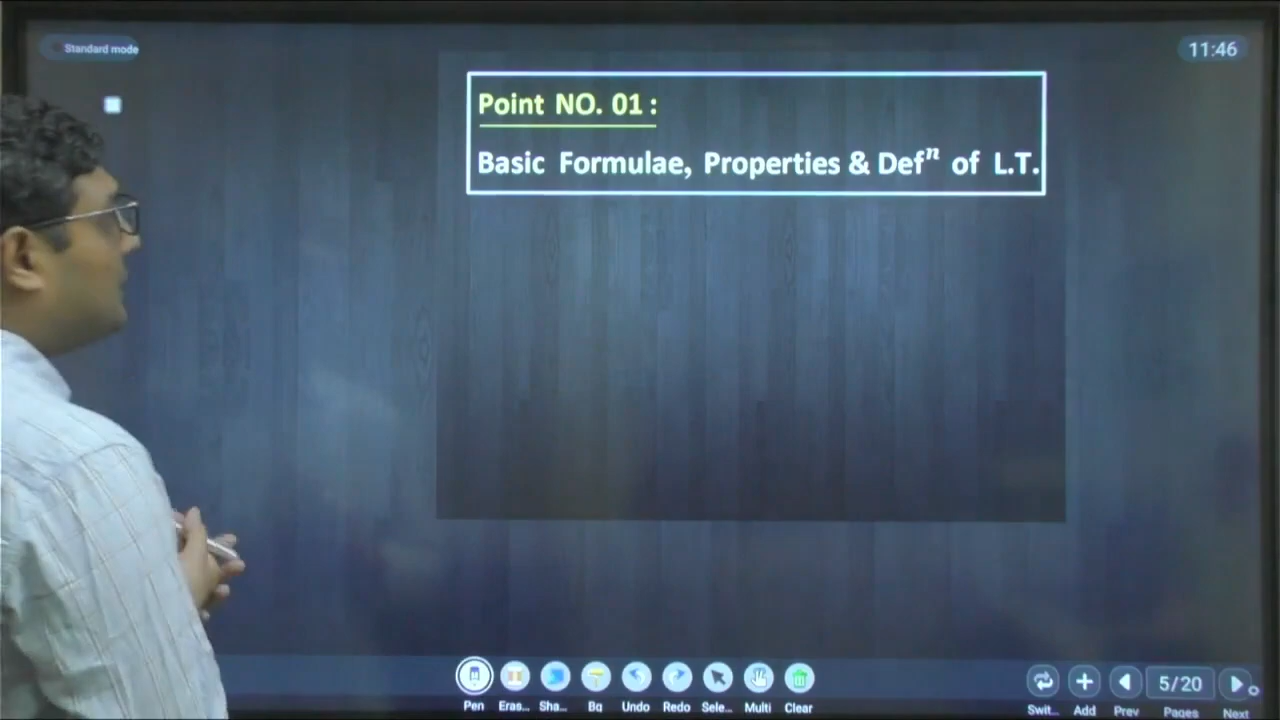 Standard mode
11:46
Point NO. 01 :
Basic Formulae, Properties & Defⁿ of L.T.
Pen Eras... Sha... Bg Undo Redo Sele... Multi Clear
Swit... Add Prev 5/20 Pages Next